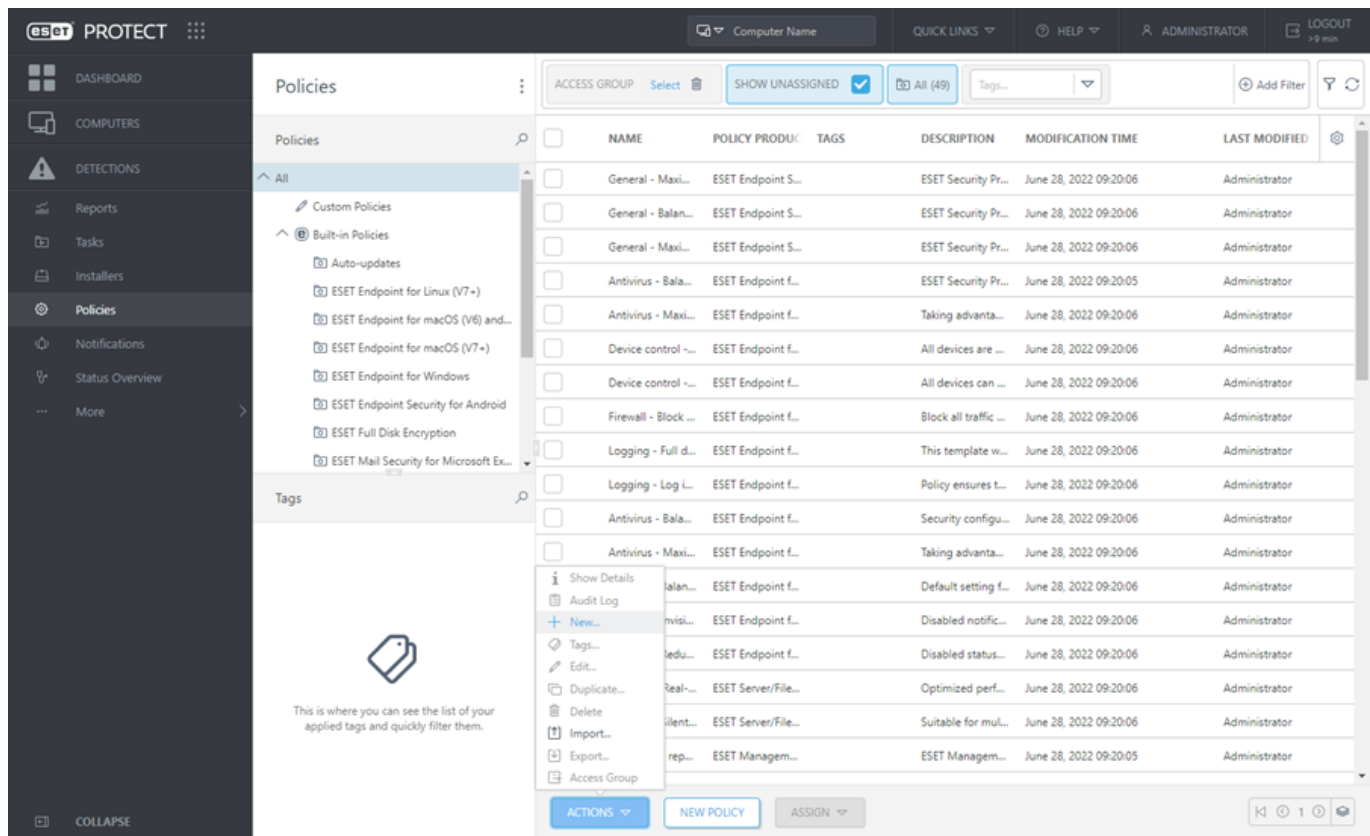 eset PROTECT
Computer Name
QUICK LINKS
HELP
ADMINISTRATOR
LOGOUT
>9 min
DASHBOARD
COMPUTERS
DETECTIONS
Reports
Tasks
Installers
Policies
Notifications
Status Overview
More
COLLAPSE
Policies
Policies
All
Custom Policies
Built-in Policies
Auto-updates
ESET Endpoint for Linux (V7+)
ESET Endpoint for macOS (V6) and...
ESET Endpoint for macOS (V7+)
ESET Endpoint for Windows
ESET Endpoint Security for Android
ESET Full Disk Encryption
ESET Mail Security for Microsoft Ex...
Tags
This is where you can see the list of your
applied tags and quickly filter them.
ACCESS GROUP Select SHOW UNASSIGNED All (49) Tags... Add Filter
NAME POLICY PRODUC TAGS DESCRIPTION MODIFICATION TIME LAST MODIFIED
General - Maxi... ESET Endpoint S... ESET Security Pr... June 28, 2022 09:20:06 Administrator
General - Balan... ESET Endpoint S... ESET Security Pr... June 28, 2022 09:20:06 Administrator
General - Maxi... ESET Endpoint S... ESET Security Pr... June 28, 2022 09:20:06 Administrator
Antivirus - Bala... ESET Endpoint f... ESET Security Pr... June 28, 2022 09:20:05 Administrator
Antivirus - Maxi... ESET Endpoint f... Taking advanta... June 28, 2022 09:20:06 Administrator
Device control -... ESET Endpoint f... All devices are ... June 28, 2022 09:20:06 Administrator
Device control -... ESET Endpoint f... All devices can ... June 28, 2022 09:20:06 Administrator
Firewall - Block ... ESET Endpoint f... Block all traffic ... June 28, 2022 09:20:06 Administrator
Logging - Full d... ESET Endpoint f... This template w... June 28, 2022 09:20:06 Administrator
Logging - Log i... ESET Endpoint f... Policy ensures t... June 28, 2022 09:20:06 Administrator
Antivirus - Bala... ESET Endpoint f... Security configu... June 28, 2022 09:20:06 Administrator
Antivirus - Maxi... ESET Endpoint f... Taking advanta... June 28, 2022 09:20:06 Administrator
alan... ESET Endpoint f... Default setting f... June 28, 2022 09:20:06 Administrator
nvisi... ESET Endpoint f... Disabled notific... June 28, 2022 09:20:06 Administrator
Redu... ESET Endpoint f... Disabled status... June 28, 2022 09:20:06 Administrator
Real-... ESET Server/File... Optimized perf... June 28, 2022 09:20:06 Administrator
ilent... ESET Server/File... Suitable for mul... June 28, 2022 09:20:06 Administrator
rep... ESET Managem... ESET Managem... June 28, 2022 09:20:05 Administrator
Show Details
Audit Log
New...
Tags...
Edit...
Duplicate...
Delete
Import...
Export...
Access Group
ACTIONS NEW POLICY ASSIGN 1